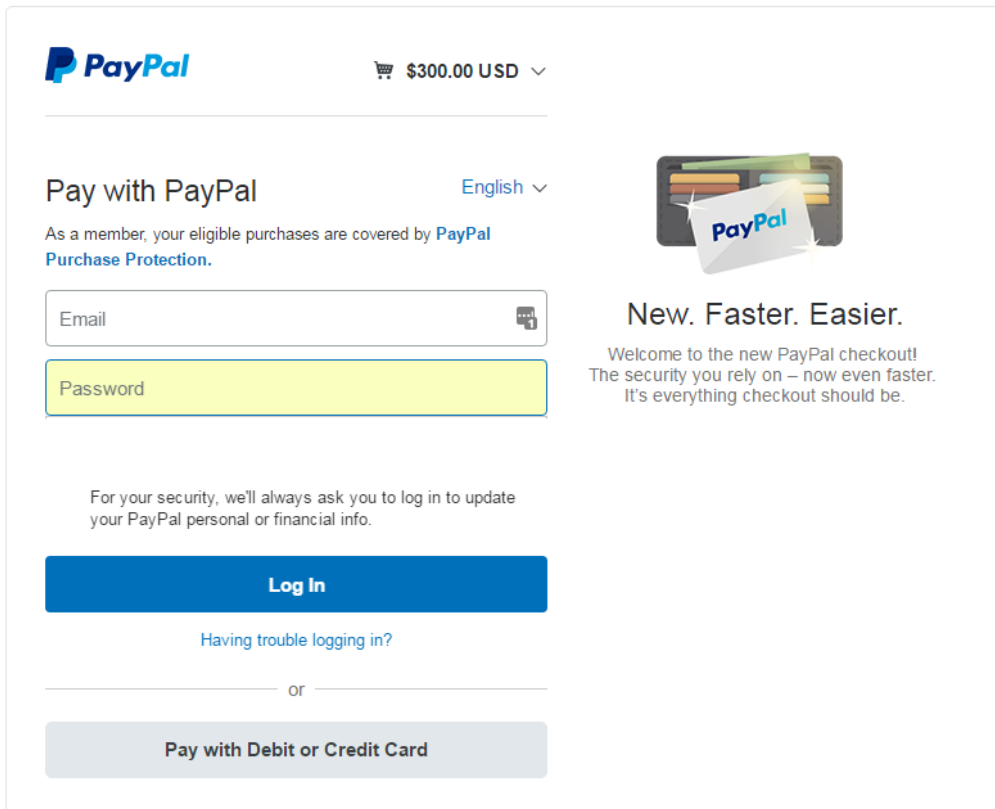 PayPal
$300.00 USD
Pay with PayPal
English
As a member, your eligible purchases are covered by PayPal
Purchase Protection.
Email
1
Password
For your security, we'll always ask you to log in to update
your PayPal personal or financial info.
Log In
Having trouble logging in?
or
Pay with Debit or Credit Card
PayPal
New. Faster. Easier.
Welcome to the new PayPal checkout!
The security you rely on – now even faster.
It's everything checkout should be.